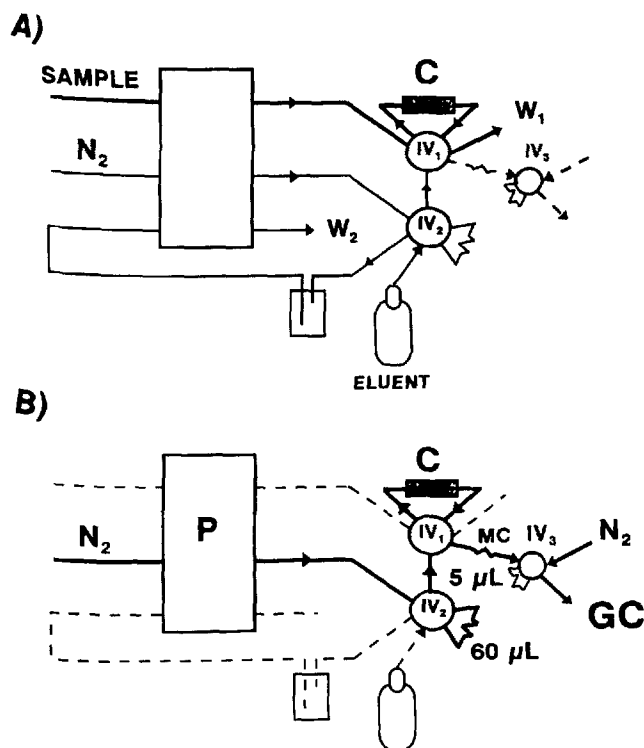 A)
SAMPLE
C
W₁
N₂
IV₁
IV₃
W₂
IV₂
ELUENT
B)
C
N₂
P
IV₁
MC
IV₃
N₂
5 μL
GC
IV₂
60 μL